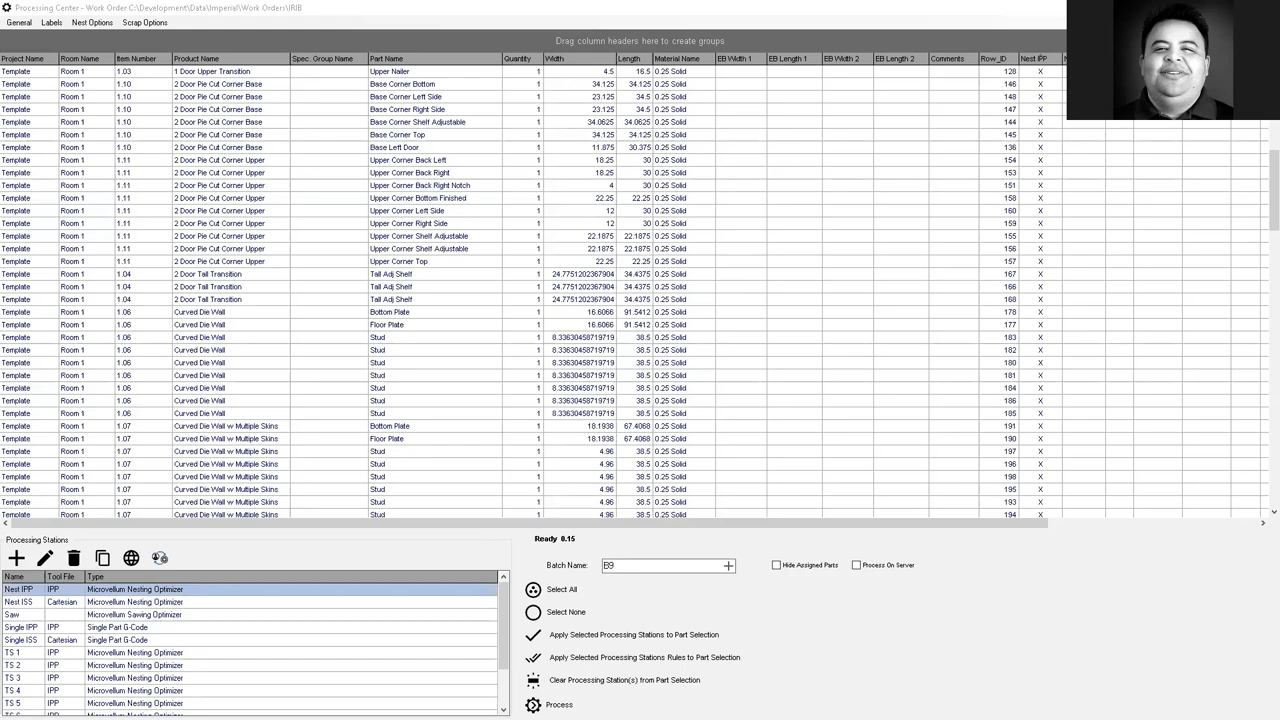 Processing Center - Work Order C:\Development\Data\Imperial\Work Orders\IRIB
General Labels Nest Options Scrap Options
Drag column headers here to create groups
Project Name Room Name Item Number Product Name Spec. Group Name Part Name Quantity Width Length Material Name EB Width 1 EB Length 1 EB Width 2 EB Length 2 Comments Row_ID Nest IPP
Template Room 1 1.03 1 Door Upper Transition Upper Nailer 1 4.5 16.5 0.25 Solid 128 X
Template Room 1 1.10 2 Door Pie Cut Corner Base Base Corner Bottom 1 34.125 34.125 0.25 Solid 146 X
Template Room 1 1.10 2 Door Pie Cut Corner Base Base Corner Left Side 1 23.125 34.5 0.25 Solid 148 X
Template Room 1 1.10 2 Door Pie Cut Corner Base Base Corner Right Side 1 23.125 34.5 0.25 Solid 147 X
Template Room 1 1.10 2 Door Pie Cut Corner Base Base Corner Shelf Adjustable 1 34.0625 34.0625 0.25 Solid 144 X
Template Room 1 1.10 2 Door Pie Cut Corner Base Base Corner Top 1 34.125 34.125 0.25 Solid 145 X
Template Room 1 1.10 2 Door Pie Cut Corner Base Base Left Door 1 11.875 30.375 0.25 Solid 136 X
Template Room 1 1.11 2 Door Pie Cut Corner Upper Upper Corner Back Left 1 18.25 30 0.25 Solid 154 X
Template Room 1 1.11 2 Door Pie Cut Corner Upper Upper Corner Back Right 1 18.25 30 0.25 Solid 153 X
Template Room 1 1.11 2 Door Pie Cut Corner Upper Upper Corner Back Right Notch 1 4 30 0.25 Solid 151 X
Template Room 1 1.11 2 Door Pie Cut Corner Upper Upper Corner Bottom Finished 1 22.25 22.25 0.25 Solid 158 X
Template Room 1 1.11 2 Door Pie Cut Corner Upper Upper Corner Left Side 1 12 30 0.25 Solid 160 X
Template Room 1 1.11 2 Door Pie Cut Corner Upper Upper Corner Right Side 1 12 30 0.25 Solid 159 X
Template Room 1 1.11 2 Door Pie Cut Corner Upper Upper Corner Shelf Adjustable 1 22.1875 22.1875 0.25 Solid 155 X
Template Room 1 1.11 2 Door Pie Cut Corner Upper Upper Corner Shelf Adjustable 1 22.1875 22.1875 0.25 Solid 156 X
Template Room 1 1.11 2 Door Pie Cut Corner Upper Upper Corner Top 1 22.25 22.25 0.25 Solid 157 X
Template Room 1 1.04 2 Door Tall Transition Tall Adj Shelf 1 24.7751202367904 34.4375 0.25 Solid 167 X
Template Room 1 1.04 2 Door Tall Transition Tall Adj Shelf 1 24.7751202367904 34.4375 0.25 Solid 166 X
Template Room 1 1.04 2 Door Tall Transition Tall Adj Shelf 1 24.7751202367904 34.4375 0.25 Solid 168 X
Template Room 1 1.06 Curved Die Wall Bottom Plate 1 16.6066 91.5412 0.25 Solid 178 X
Template Room 1 1.06 Curved Die Wall Floor Plate 1 16.6066 91.5412 0.25 Solid 177 X
Template Room 1 1.06 Curved Die Wall Stud 1 8.33630458719719 38.5 0.25 Solid 183 X
Template Room 1 1.06 Curved Die Wall Stud 1 8.33630458719719 38.5 0.25 Solid 182 X
Template Room 1 1.06 Curved Die Wall Stud 1 8.33630458719719 38.5 0.25 Solid 180 X
Template Room 1 1.06 Curved Die Wall Stud 1 8.33630458719719 38.5 0.25 Solid 181 X
Template Room 1 1.06 Curved Die Wall Stud 1 8.33630458719719 38.5 0.25 Solid 184 X
Template Room 1 1.06 Curved Die Wall Stud 1 8.33630458719719 38.5 0.25 Solid 186 X
Template Room 1 1.06 Curved Die Wall Stud 1 8.33630458719719 38.5 0.25 Solid 185 X
Template Room 1 1.07 Curved Die Wall w Multiple Skins Bottom Plate 1 18.1938 67.4068 0.25 Solid 191 X
Template Room 1 1.07 Curved Die Wall w Multiple Skins Floor Plate 1 18.1938 67.4068 0.25 Solid 190 X
Template Room 1 1.07 Curved Die Wall w Multiple Skins Stud 1 4.96 38.5 0.25 Solid 197 X
Template Room 1 1.07 Curved Die Wall w Multiple Skins Stud 1 4.96 38.5 0.25 Solid 196 X
Template Room 1 1.07 Curved Die Wall w Multiple Skins Stud 1 4.96 38.5 0.25 Solid 198 X
Template Room 1 1.07 Curved Die Wall w Multiple Skins Stud 1 4.96 38.5 0.25 Solid 195 X
Template Room 1 1.07 Curved Die Wall w Multiple Skins Stud 1 4.96 38.5 0.25 Solid 193 X
Template Room 1 1.07 Curved Die Wall w Multiple Skins Stud 1 4.96 38.5 0.25 Solid 194 X
Processing Stations
Name Tool File Type
Nest IPP IPP Microvellum Nesting Optimizer
Nest ISS Cartesian Microvellum Nesting Optimizer
Saw Microvellum Sawing Optimizer
Single IPP IPP Single Part G-Code
Single ISS Cartesian Single Part G-Code
TS 1 IPP Microvellum Nesting Optimizer
TS 2 IPP Microvellum Nesting Optimizer
TS 3 IPP Microvellum Nesting Optimizer
TS 4 IPP Microvellum Nesting Optimizer
TS 5 IPP Microvellum Nesting Optimizer
Ready 0.15
Batch Name: B9 Hide Assigned Parts Process On Server
Select All
Select None
Apply Selected Processing Stations to Part Selection
Apply Selected Processing Stations Rules to Part Selection
Clear Processing Station(s) from Part Selection
Process